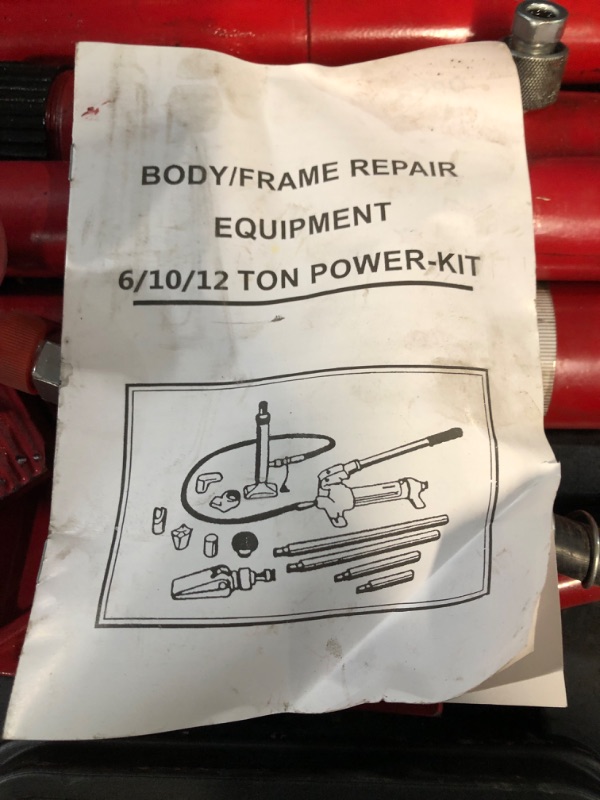 BODY/FRAME REPAIR
EQUIPMENT
6/10/12 TON POWER-KIT